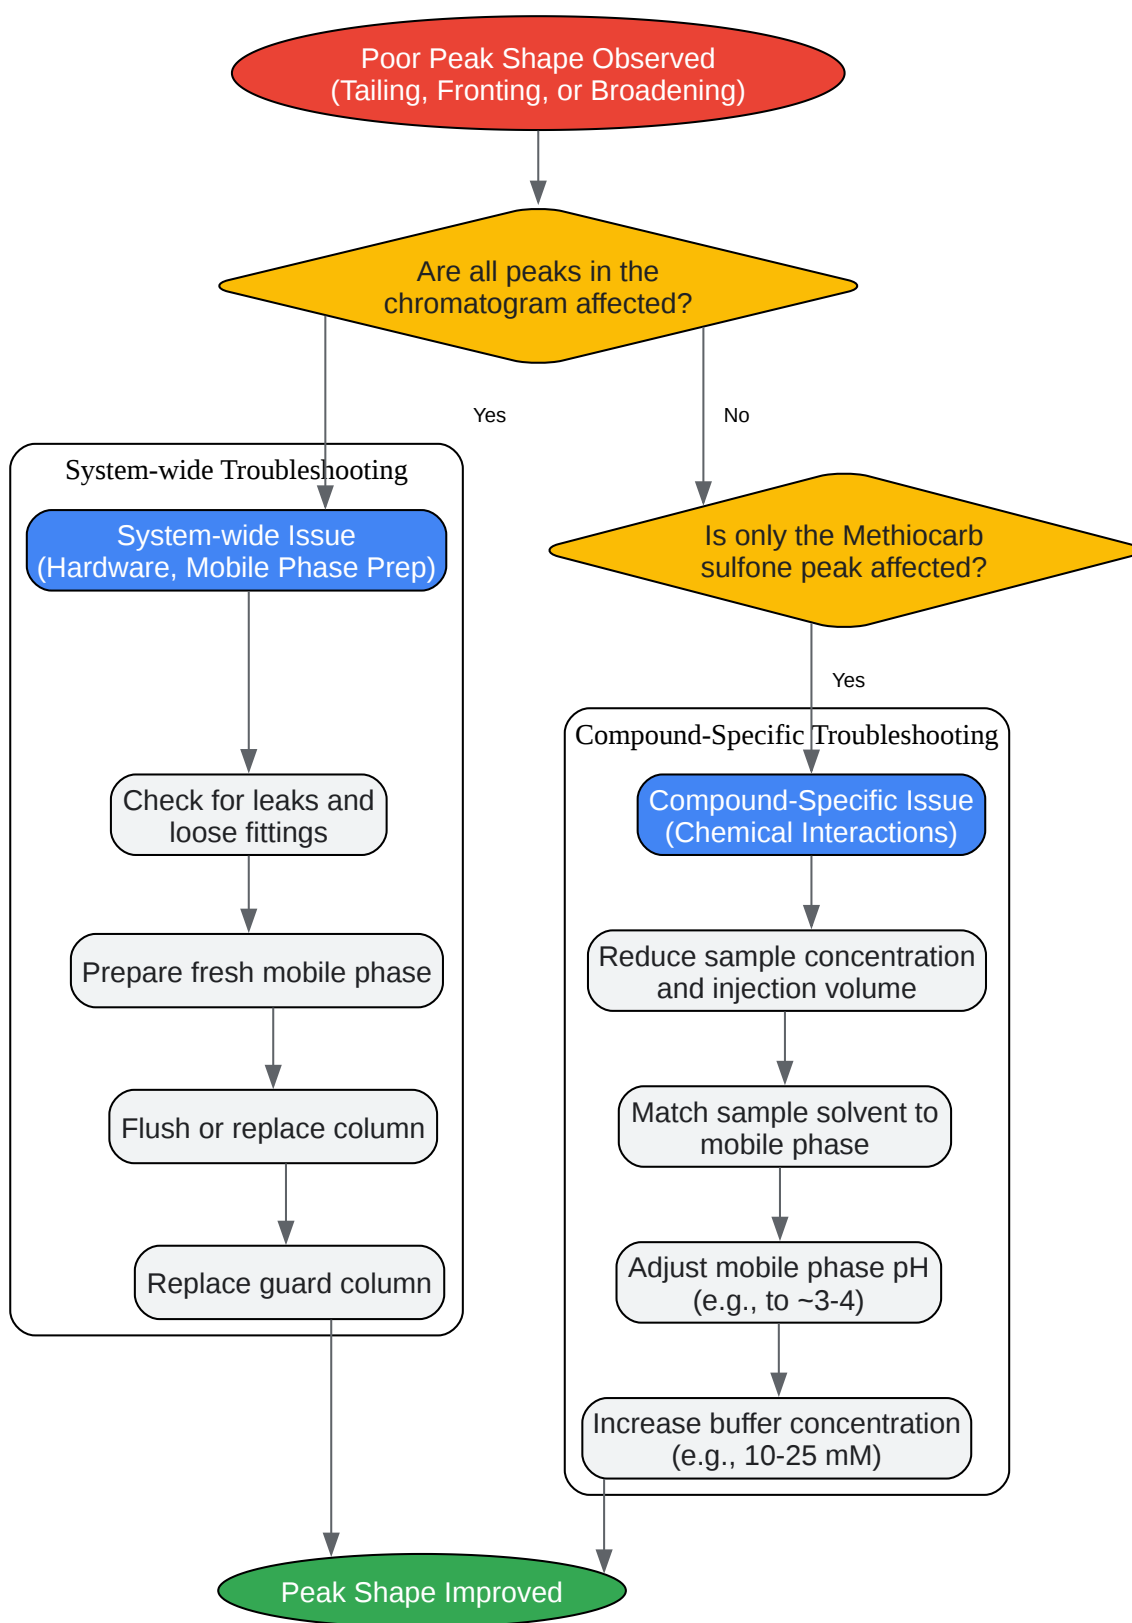 Poor Peak Shape Observed
(Tailing, Fronting, or Broadening)
Are all peaks in the
chromatogram affected?
Yes
No
System-wide Troubleshooting
System-wide Issue
(Hardware, Mobile Phase Prep)
Check for leaks and
loose fittings
Prepare fresh mobile phase
Flush or replace column
Replace guard column
Is only the Methiocarb
sulfone peak affected?
Yes
Compound-Specific Troubleshooting
Compound-Specific Issue
(Chemical Interactions)
Reduce sample concentration
and injection volume
Match sample solvent to
mobile phase
Adjust mobile phase pH
(e.g., to ~3-4)
Increase buffer concentration
(e.g., 10-25 mM)
Peak Shape Improved